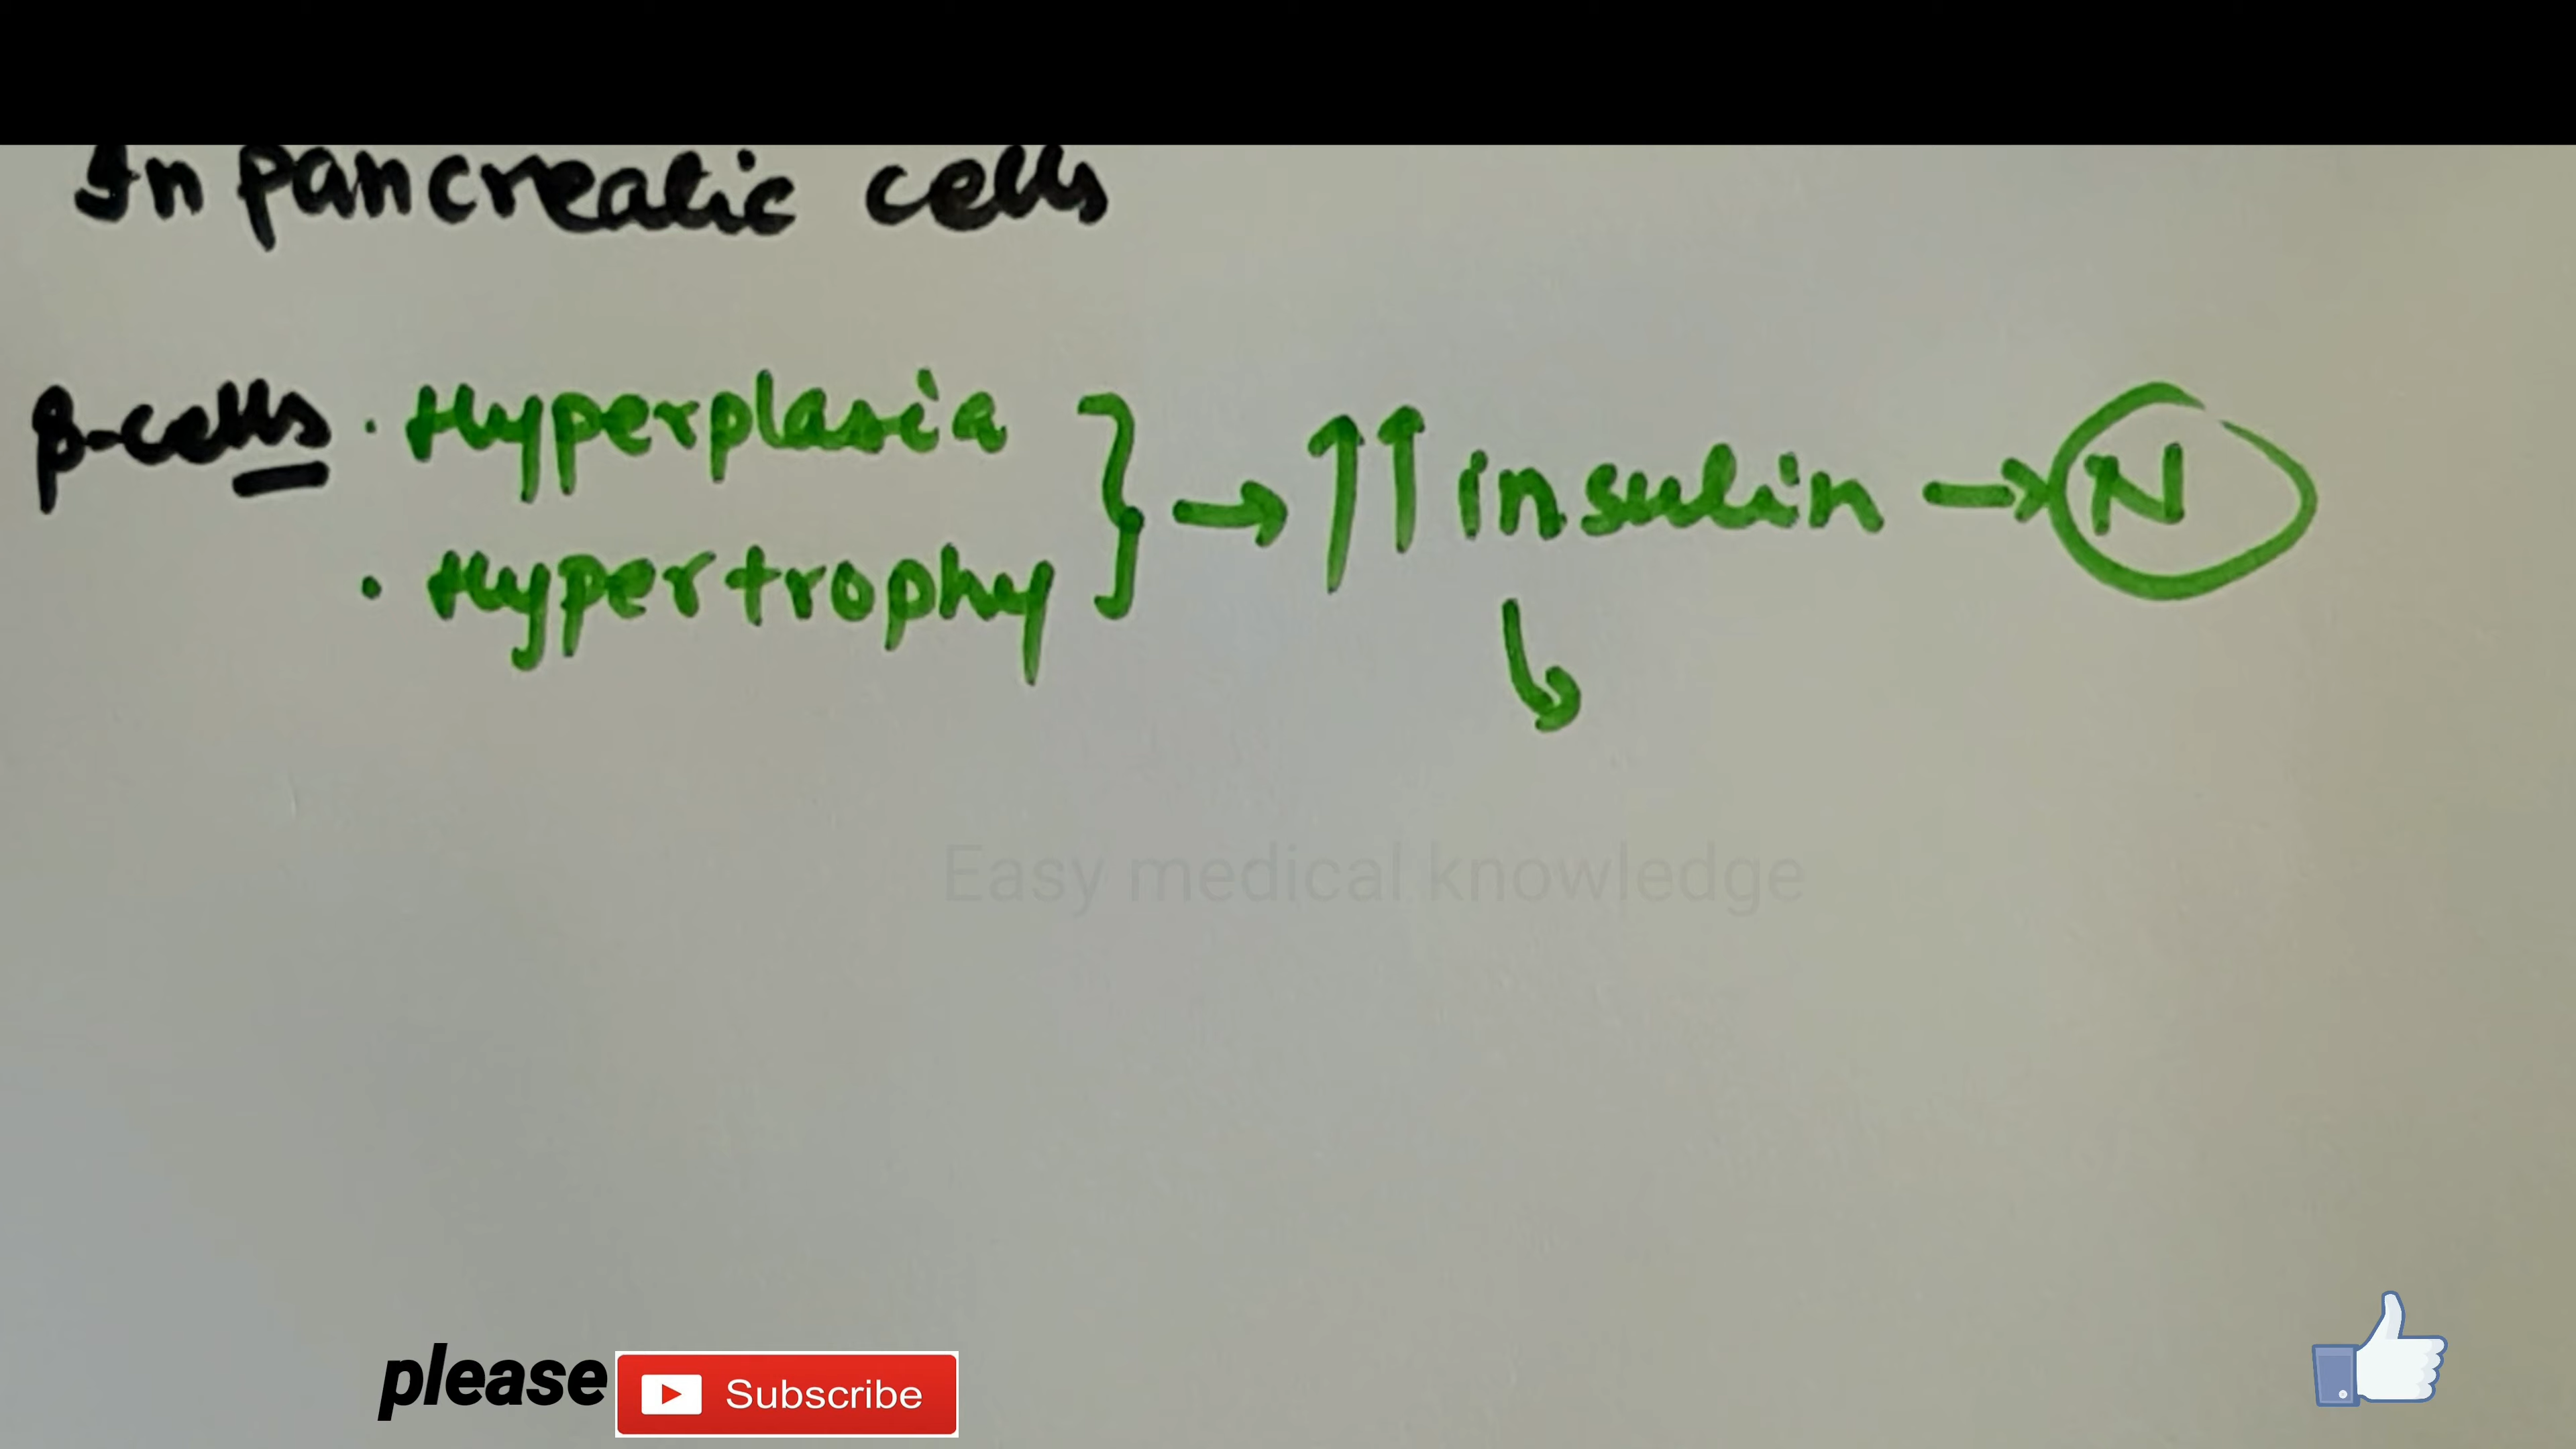 In pancreatic cells
β-cells · Hyperplasia } → ↑↑ insulin → N
· Hypertrophy
Easy medical knowledge
please Subscribe